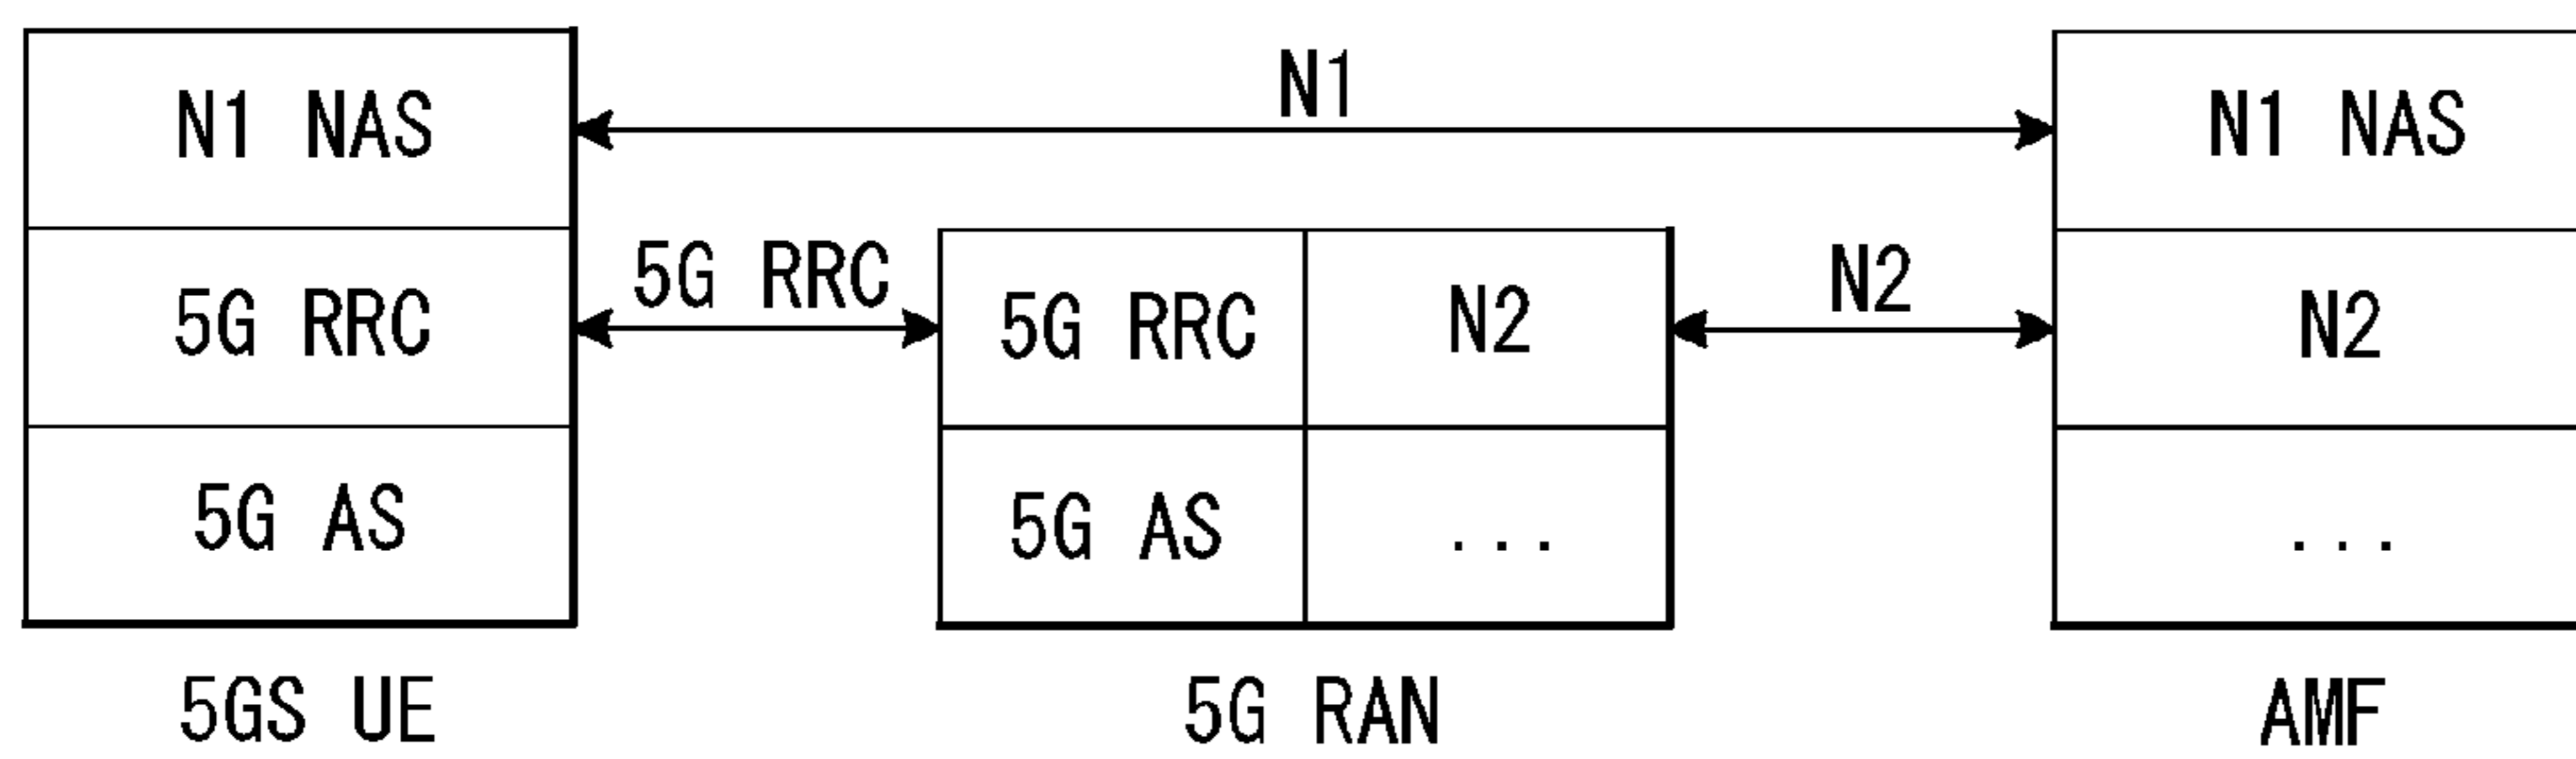 N1
N1 NAS
N1 NAS
5G RRC
N2
5G RRC
5G RRC
N2
N2
5G AS
5G AS
...
...
5GS UE
5G RAN
AMF